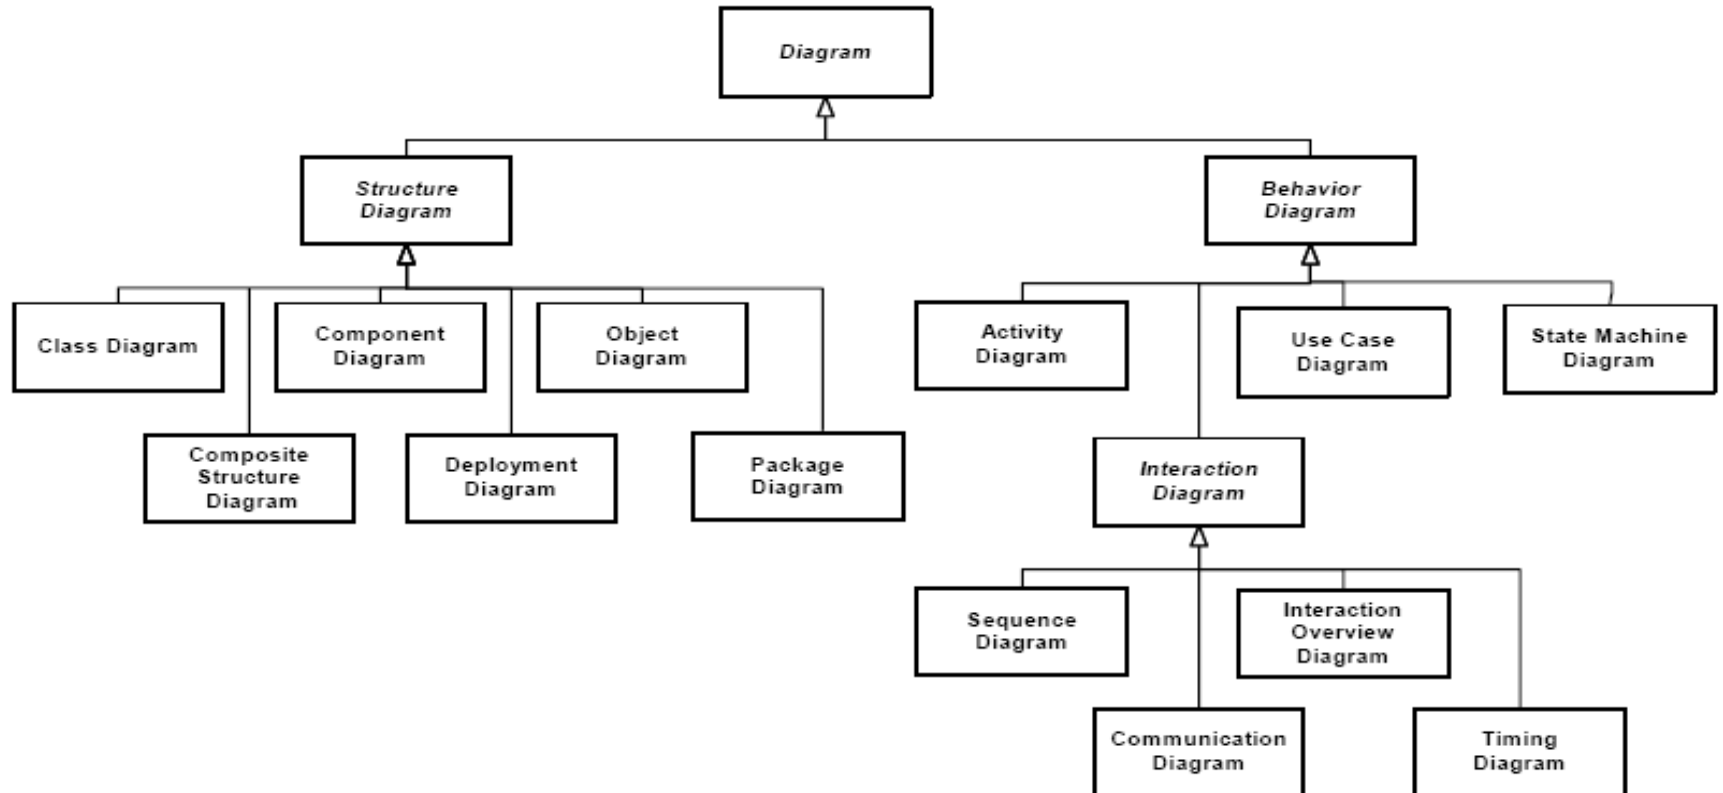 Diagram
Structure
Diagram
Behavior
Diagram
Class Diagram
Component
Diagram
Object
Diagram
Activity
Diagram
Use Case
Diagram
State Machine
Diagram
Composite
Structure
Diagram
Deployment
Diagram
Package
Diagram
Interaction
Diagram
Sequence
Diagram
Interaction
Overview
Diagram
Communication
Diagram
Timing
Diagram